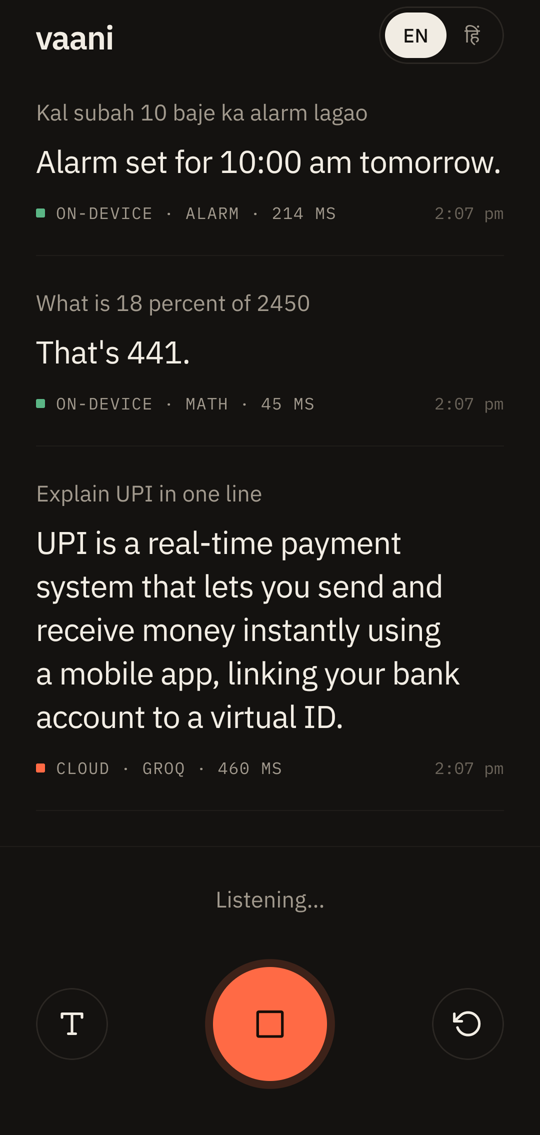 vaani
EN हिं
Kal subah 10 baje ka alarm lagao
Alarm set for 10:00 am tomorrow.
ON-DEVICE · ALARM · 214 MS 2:07 pm
What is 18 percent of 2450
That's 441.
ON-DEVICE · MATH · 45 MS 2:07 pm
Explain UPI in one line
UPI is a real-time payment
system that lets you send and
receive money instantly using
a mobile app, linking your bank
account to a virtual ID.
CLOUD · GROQ · 460 MS 2:07 pm
Listening...
T